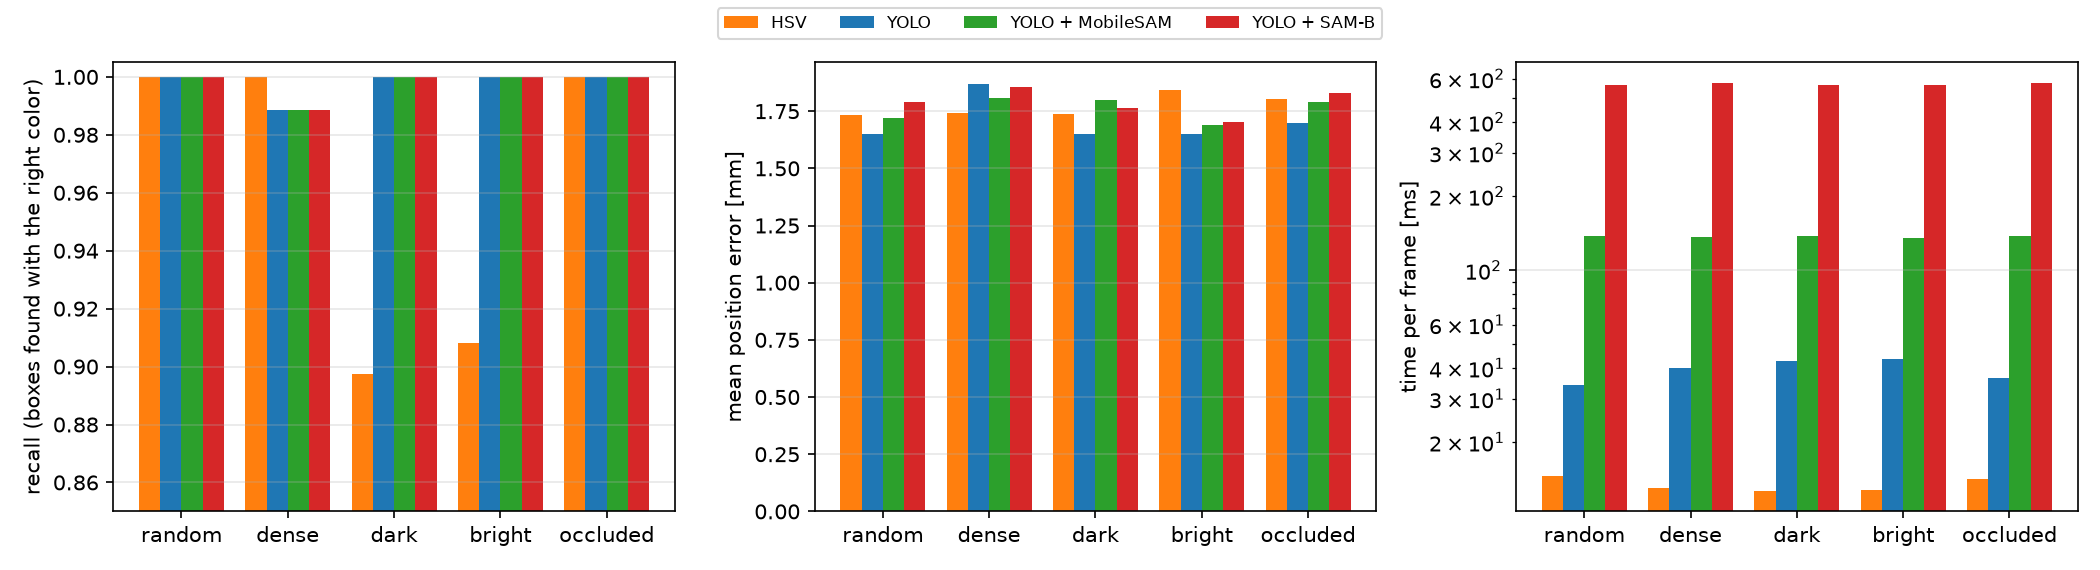 HSV YOLO YOLO + MobileSAM YOLO + SAM-B
recall (boxes found with the right color)
1.00
0.98
0.96
0.94
0.92
0.90
0.88
0.86
random dense dark bright occluded
mean position error [mm]
1.75
1.50
1.25
1.00
0.75
0.50
0.25
0.00
random dense dark bright occluded
time per frame [ms]
6 × 10²
4 × 10²
3 × 10²
2 × 10²
10²
6 × 10¹
4 × 10¹
3 × 10¹
2 × 10¹
random dense dark bright occluded